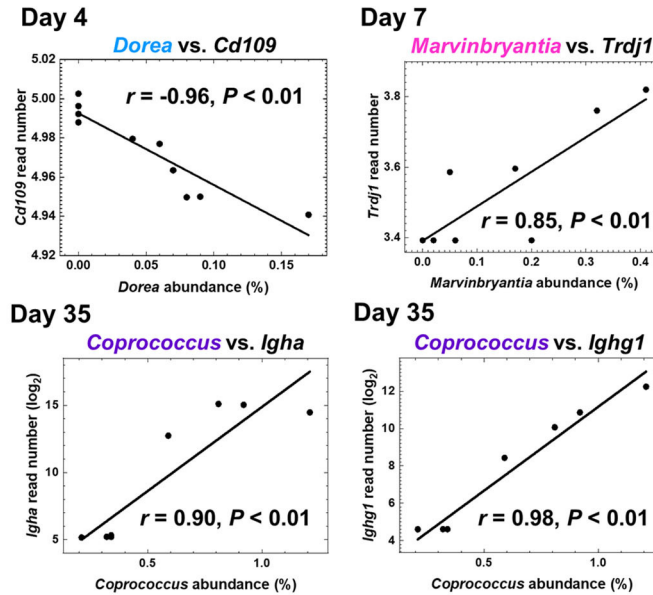 Day 4
Dorea vs. Cd109
5.02
5.00
4.98
4.96
4.94
4.92
Cd109 read number
r = -0.96, P < 0.01
0.00 0.05 0.10 0.15
Dorea abundance (%)
Day 7
Marvinbryantia vs. Trdj1
3.8
3.6
3.4
Trdj1 read number
r = 0.85, P < 0.01
0.0 0.1 0.2 0.3 0.4
Marvinbryantia abundance (%)
Day 35
Coprococcus vs. Igha
15
10
5
Igha read number (log2)
r = 0.90, P < 0.01
0.5 1.0
Coprococcus abundance (%)
Day 35
Coprococcus vs. Ighg1
12
10
8
6
4
Ighg1 read number (log2)
r = 0.98, P < 0.01
0.5 1.0
Coprococcus abundance (%)